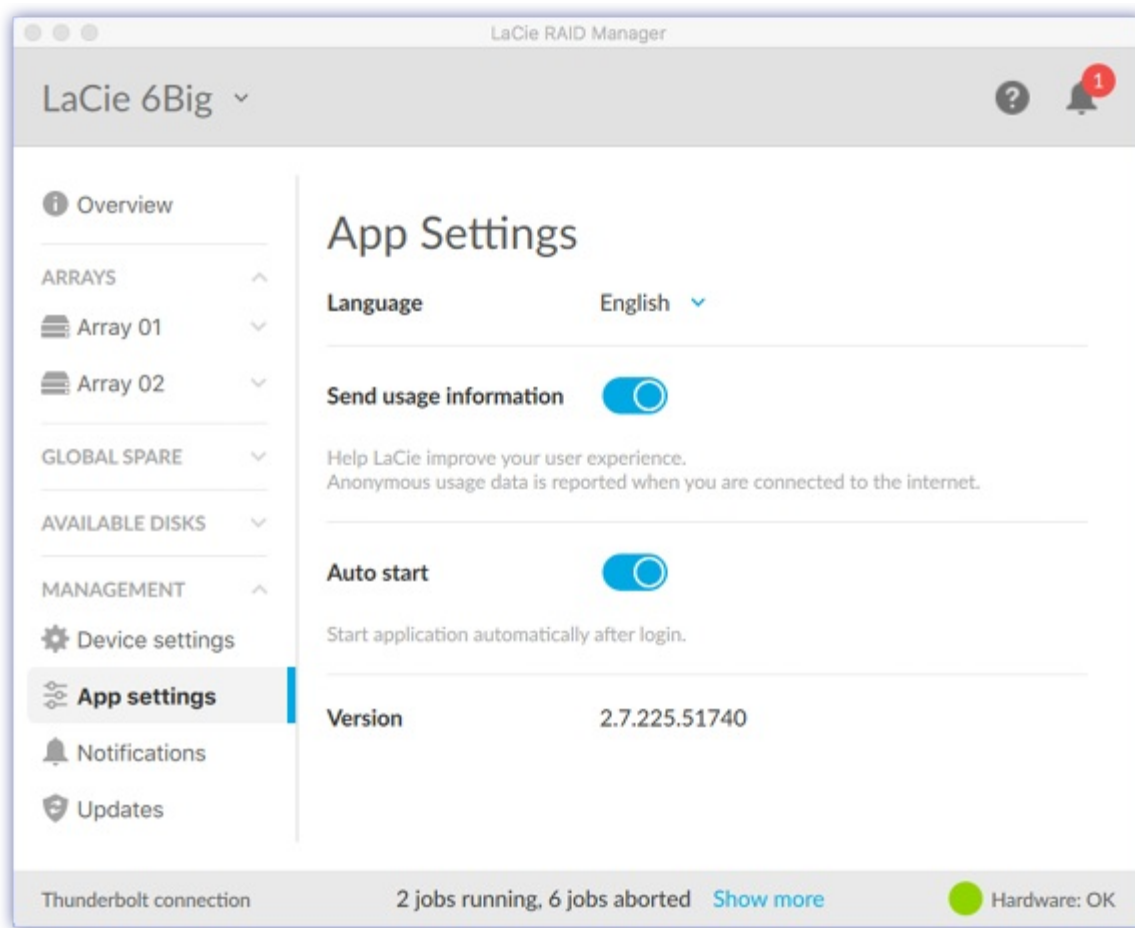 LaCie RAID Manager
LaCie 6Big
1
Overview
ARRAYS
Array 01
Array 02
GLOBAL SPARE
AVAILABLE DISKS
MANAGEMENT
Device settings
App settings
Notifications
Updates
App Settings
Language English
Send usage information
Help LaCie improve your user experience.
Anonymous usage data is reported when you are connected to the internet.
Auto start
Start application automatically after login.
Version 2.7.225.51740
Thunderbolt connection 2 jobs running, 6 jobs aborted Show more Hardware: OK